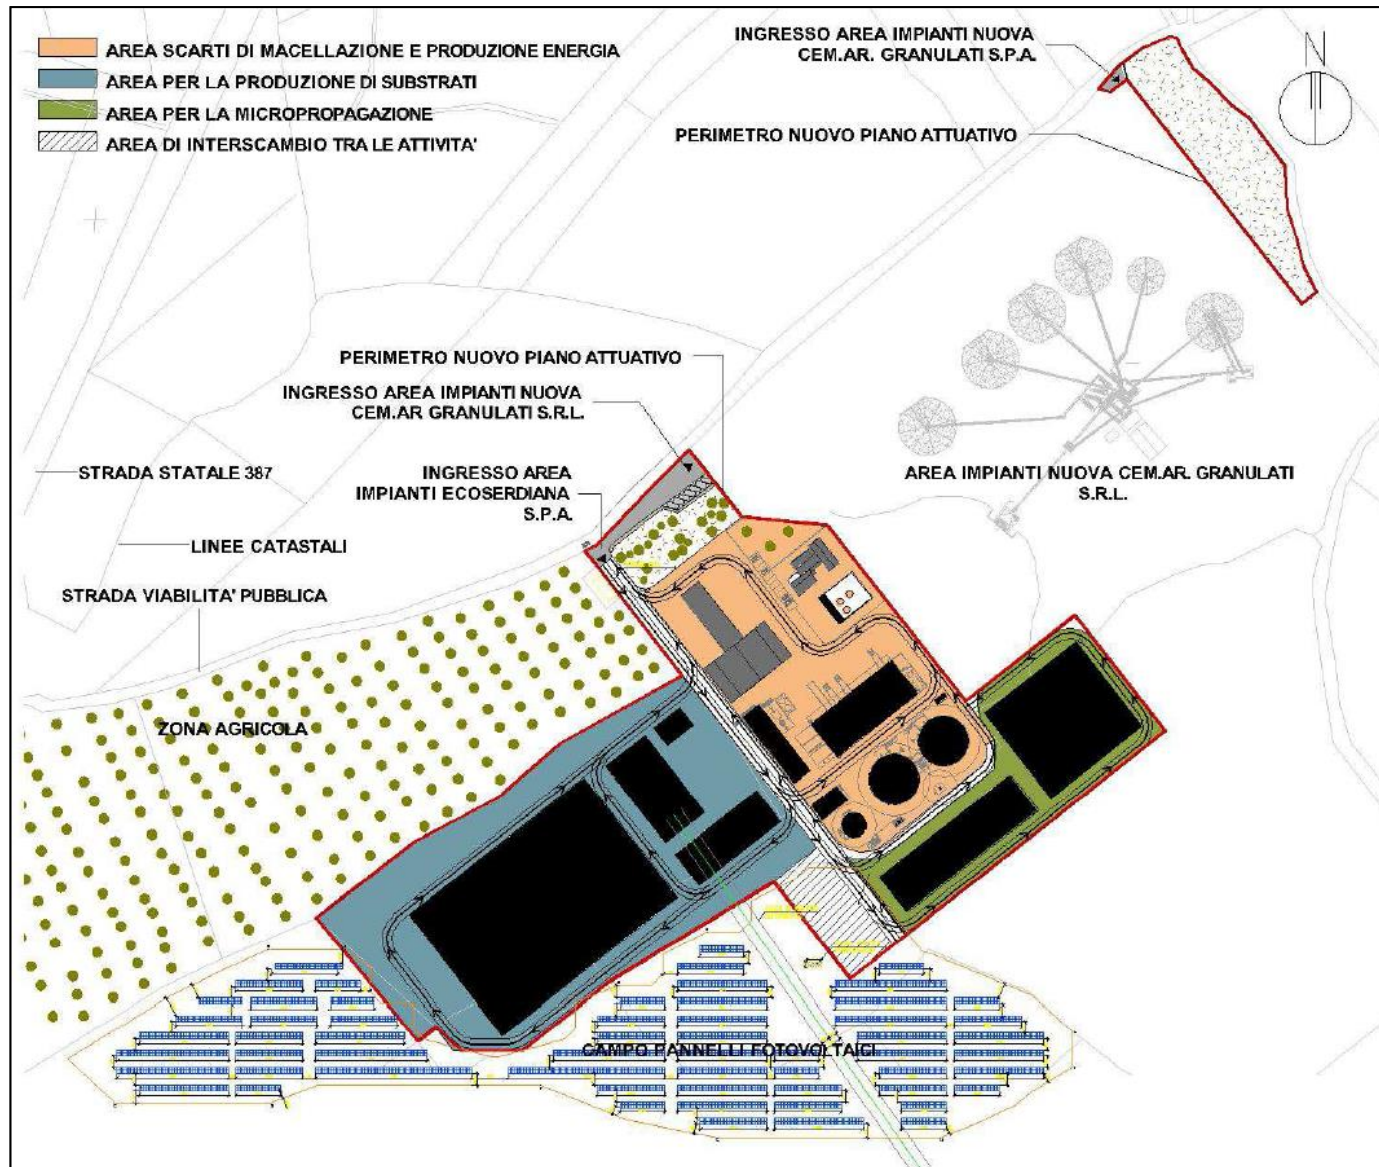 AREA SCARTI DI MACELLAZIONE E PRODUZIONE ENERGIA
AREA PER LA PRODUZIONE DI SUBSTRATI
AREA PER LA MICROPROPAGAZIONE
AREA DI INTERSCAMBIO TRA LE ATTIVITA'
INGRESSO AREA IMPIANTI NUOVA
CEM.AR. GRANULATI S.P.A.
N
PERIMETRO NUOVO PIANO ATTUATIVO
PERIMETRO NUOVO PIANO ATTUATIVO
INGRESSO AREA IMPIANTI NUOVA
CEM.AR GRANULATI S.R.L.
STRADA STATALE 387
INGRESSO AREA
IMPIANTI ECOSERDIANA
S.P.A.
AREA IMPIANTI NUOVA CEM.AR. GRANULATI
S.R.L.
LINEE CATASTALI
STRADA VIABILITA' PUBBLICA
ZONA AGRICOLA
CAMPO PANNELLI FOTOVOLTAICI